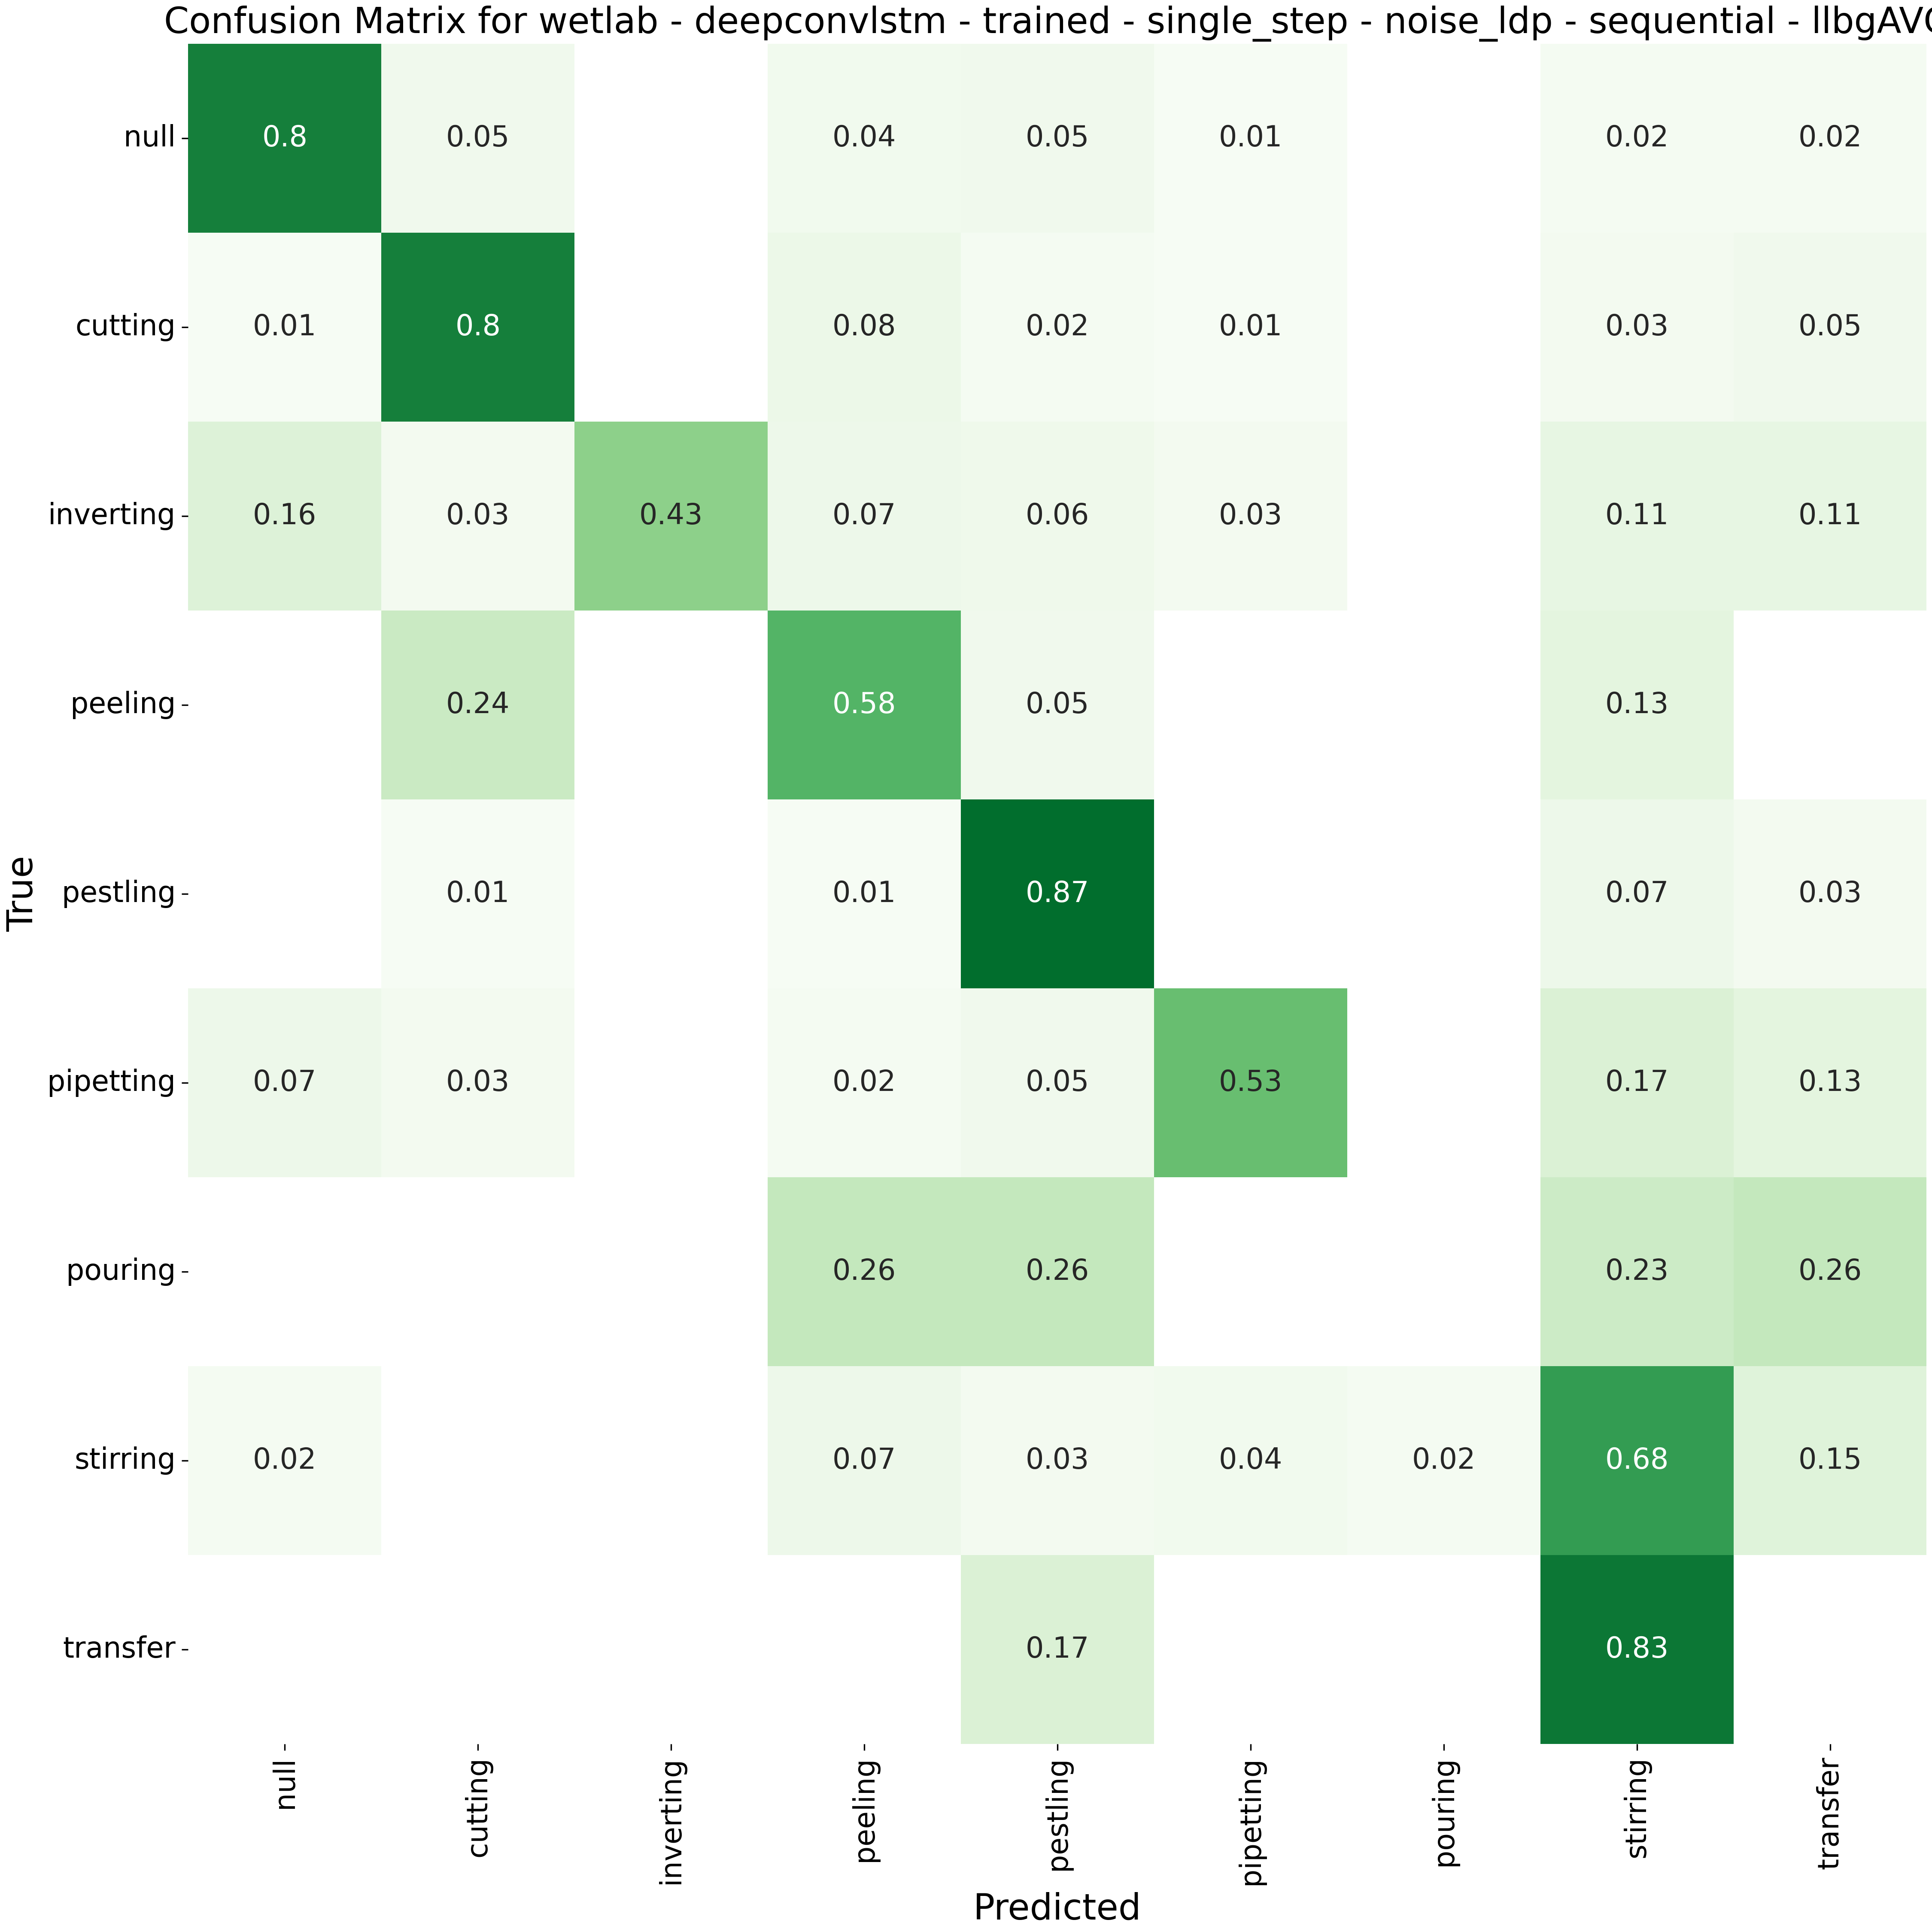 Confusion Matrix for wetlab - deepconvlstm - trained - single_step - noise_ldp - sequential -
null 0.8 0.05 0.04 0.05 0.01 0.02 0.02
cutting 0.01 0.8 0.08 0.02 0.01 0.03 0.05
inverting 0.16 0.03 0.43 0.07 0.06 0.03 0.11 0.11
peeling 0.24 0.58 0.05 0.13
pestling 0.01 0.01 0.87 0.07 0.03
pipetting 0.07 0.03 0.02 0.05 0.53 0.17 0.13
pouring 0.26 0.26 0.23 0.26
stirring 0.02 0.07 0.03 0.04 0.02 0.68 0.15
transfer 0.17 0.83
True
null cutting inverting peeling pestling pipetting pouring stirring transfer
Predicted